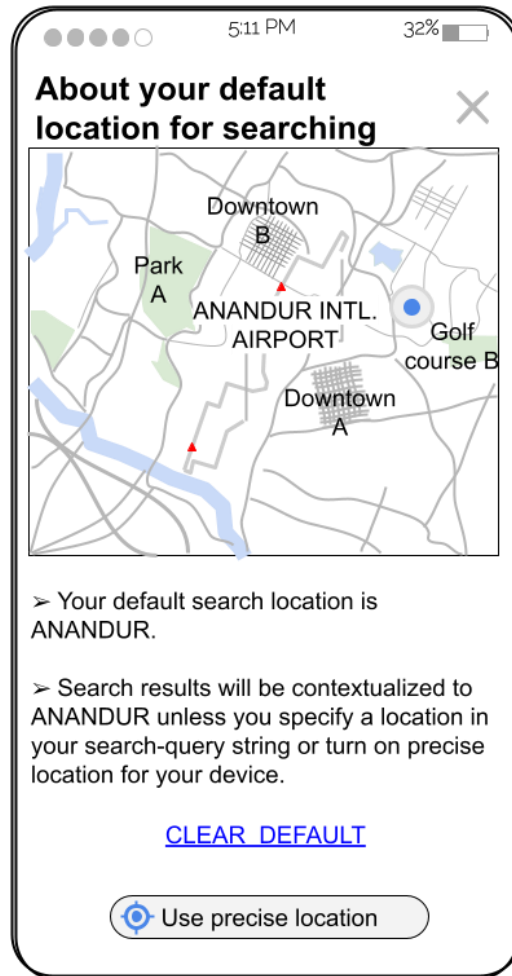 5:11 PM 32%
About your default
location for searching
Downtown
B
Park
A
ANANDUR INTL.
AIRPORT
Golf
course B
Downtown
A
➢ Your default search location is
ANANDUR.
➢ Search results will be contextualized to
ANANDUR unless you specify a location in
your search-query string or turn on precise
location for your device.
CLEAR DEFAULT
Use precise location